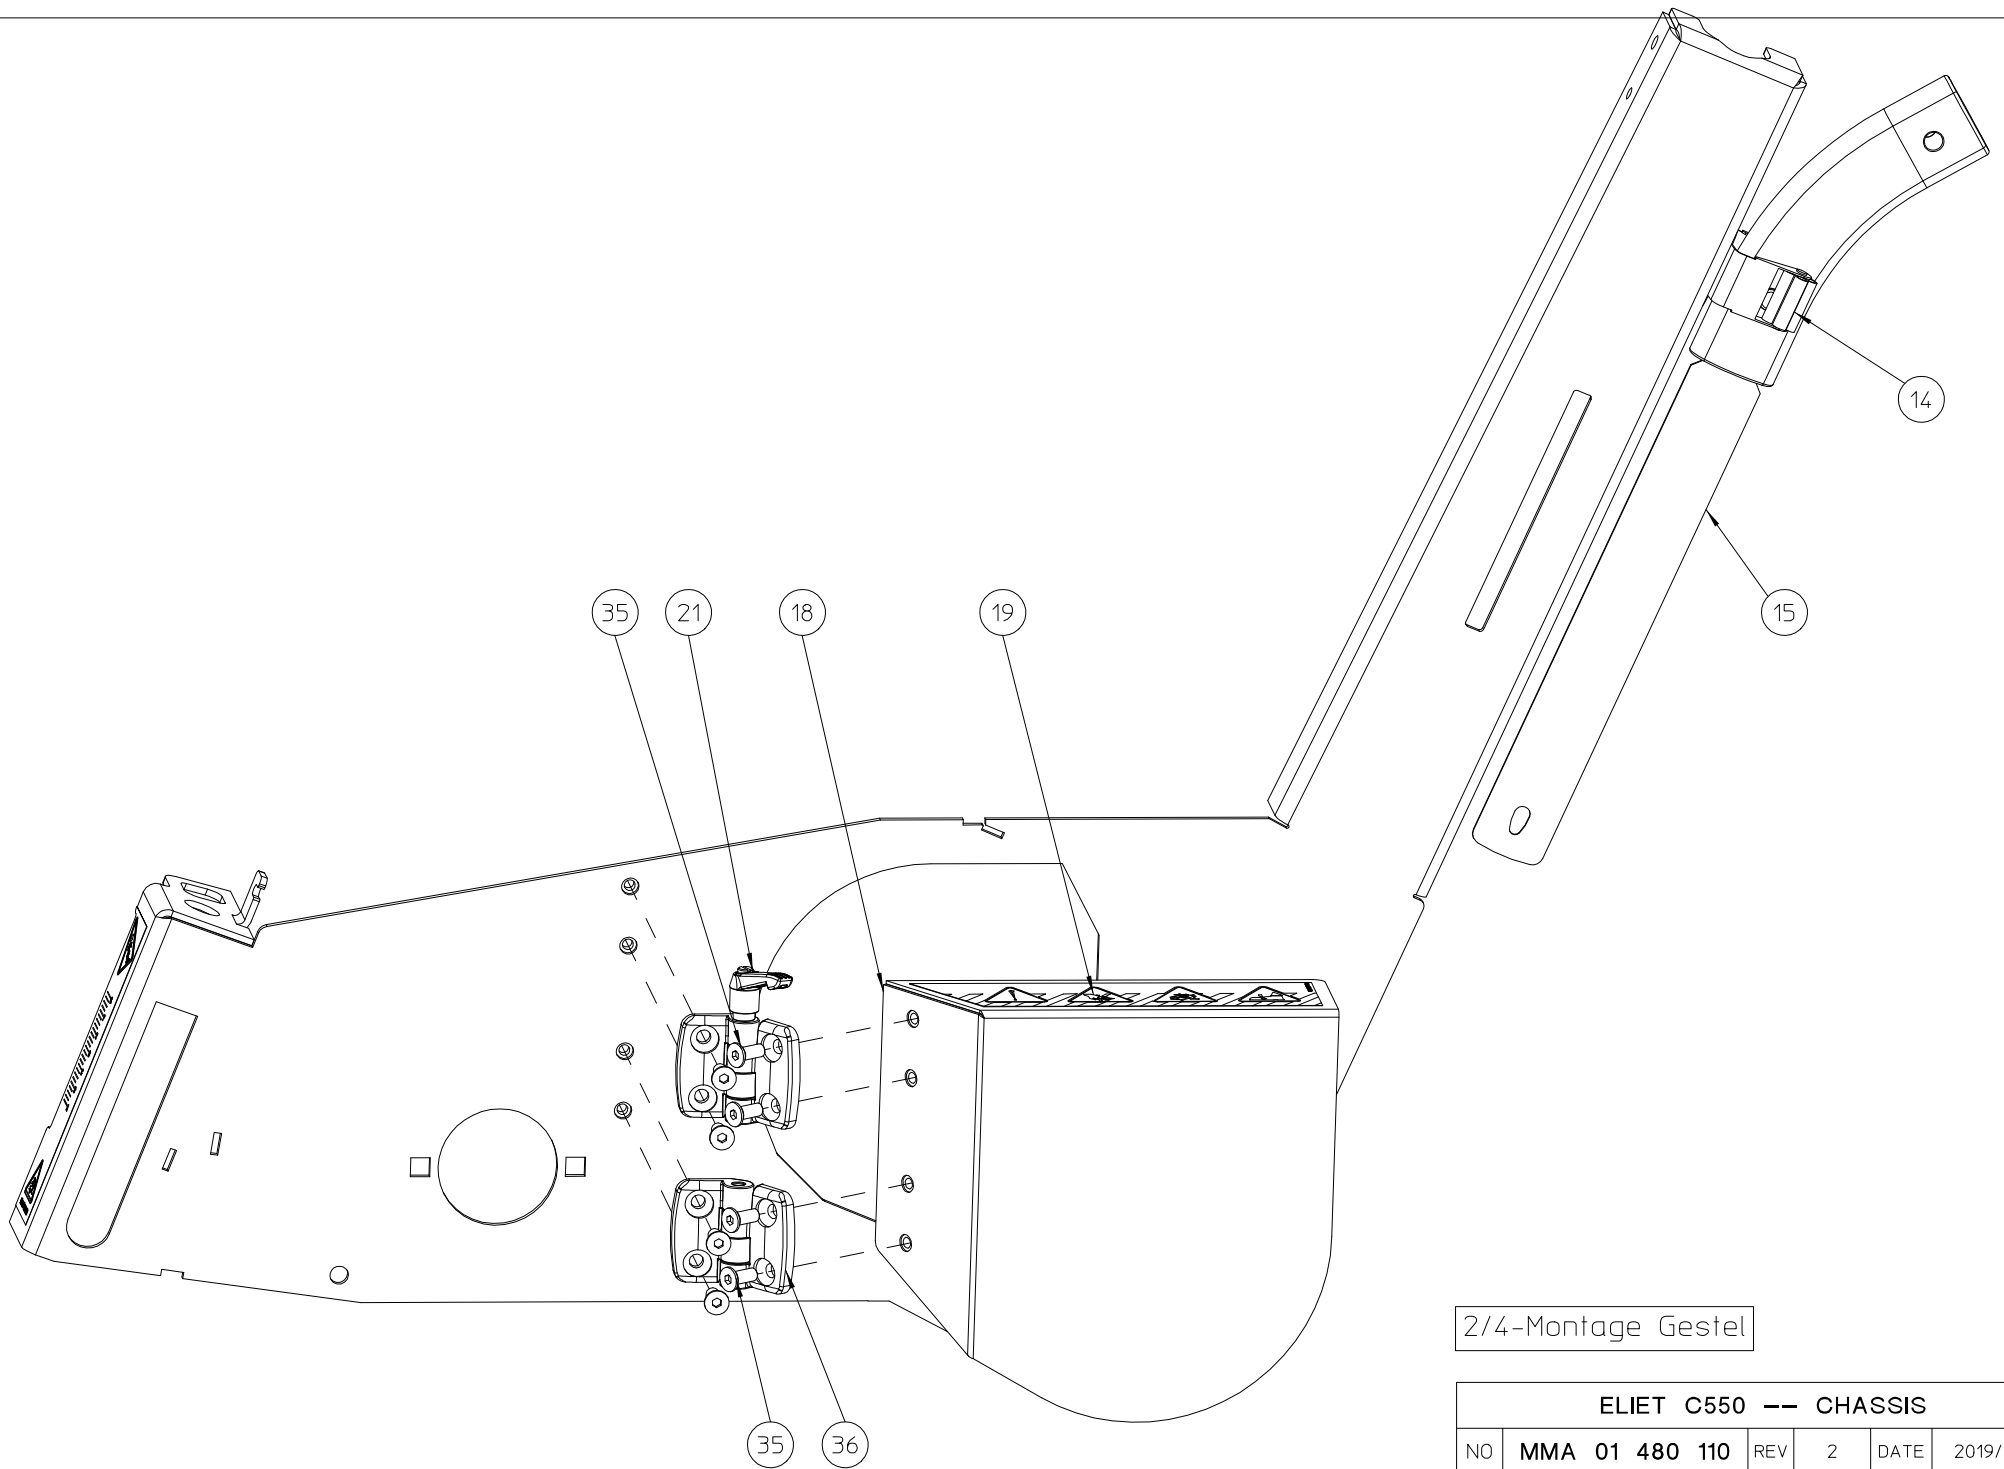 14
15
35 21 18 19
2/4-Montage Gestel
ELIET C550 -- CHASSIS
NO MMA 01 480 110 REV 2 DATE 2019/
35 36